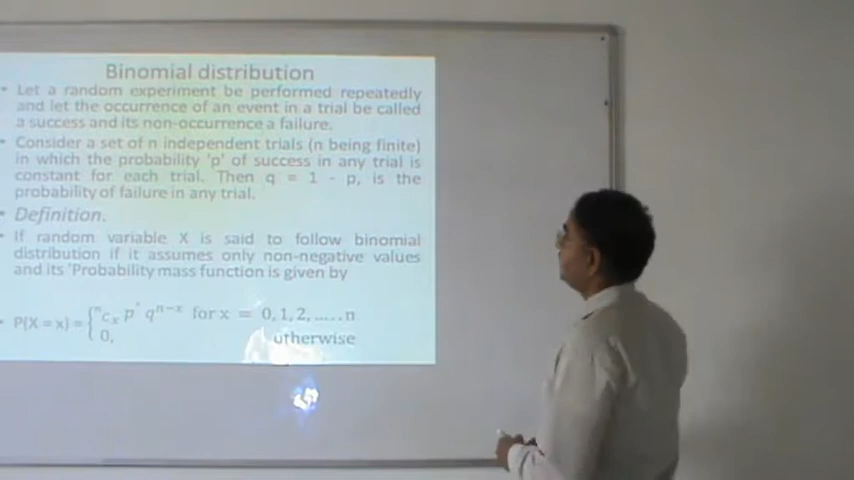 Binomial distribution
• Let a random experiment be performed repeatedly
and let the occurrence of an event in a trial be called
a success and its non-occurrence a failure.
• Consider a set of n independent trials (n being finite)
in which the probability 'p' of success in any trial is
constant for each trial. Then q = 1 - p, is the
probability of failure in any trial.
• Definition.
• If random variable X is said to follow binomial
distribution if it assumes only non-negative values
and its 'Probability mass function is given by
• P(X = x) = { ⁿcₓ pˣ qⁿ⁻ˣ for x = 0, 1, 2, ..... n
0, otherwise